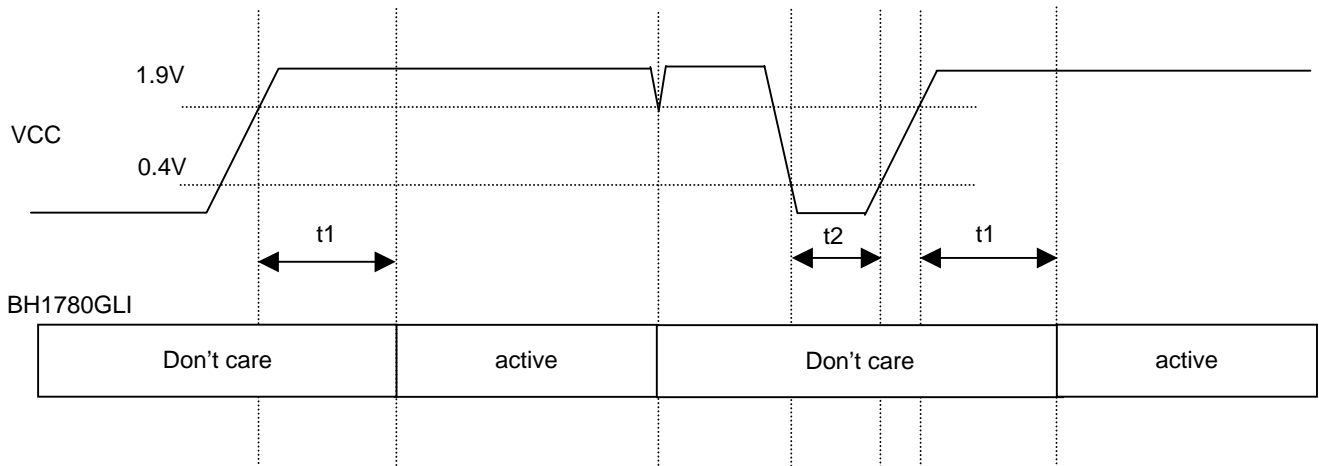 1.9V
VCC
0.4V
t1
t2
t1
BH1780GLI
Don't care
active
Don't care
active